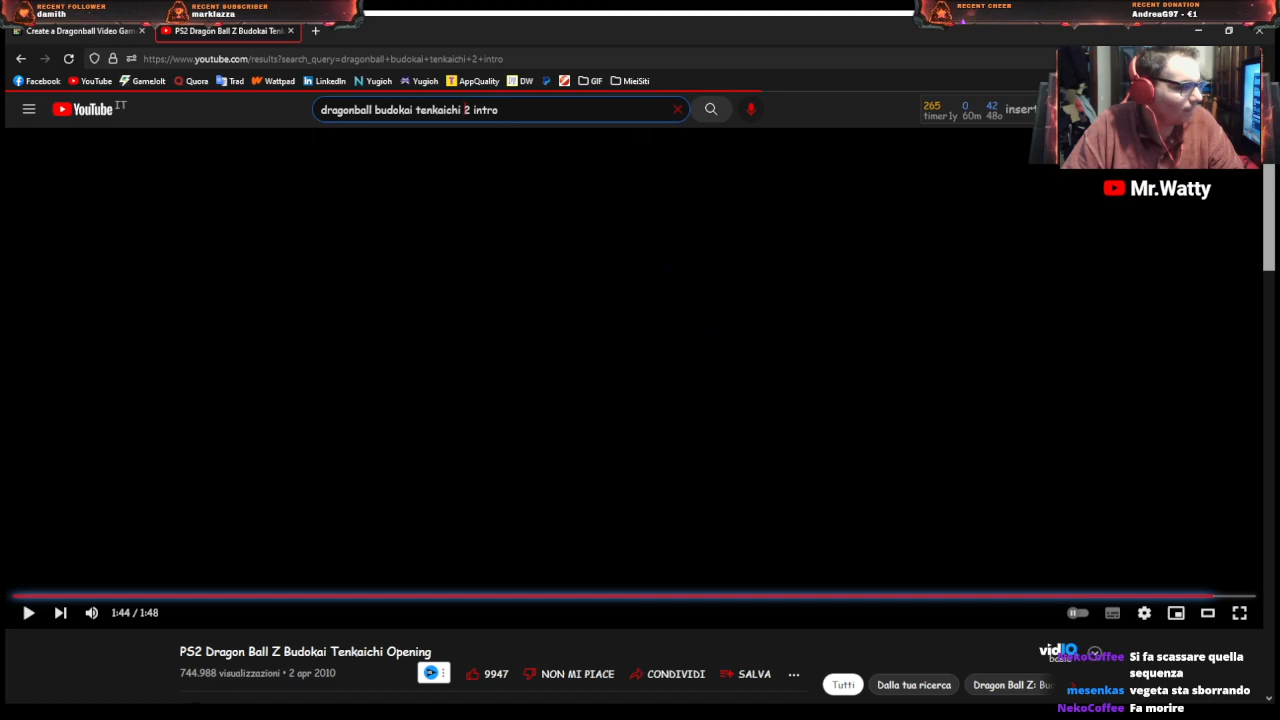 RECENT FOLLOWER
damith
RECENT SUBSCRIBER
marklazza
RECENT CHEER
RECENT DONATION
AndreaG97 - €1
Create a Dragonball Video Gam
PS2 Dragon Ball Z Budokai Tenk
https://www.youtube.com/results?search_query=dragonball+budokai+tenkaichi+2+intro
Facebook YouTube GameJolt Quora Trad Wattpad LinkedIn Yugioh Yugioh AppQuality DW GIF MieiSiti
YouTube IT
dragonball budokai tenkaichi 2 intro
265 0 42 insert
timer1y 60m 48o
Mr.Watty
1:44 / 1:48
PS2 Dragon Ball Z Budokai Tenkaichi Opening
744.988 visualizzazioni • 2 apr 2010
9947 NON MI PIACE CONDIVIDI SALVA
vidIQ
basic
Tutti Dalla tua ricerca Dragon Ball Z: Bu
NekoCoffee Si fa scassare quella
sequenza
mesenkas vegeta sta sborrando
NekoCoffee Fa morire